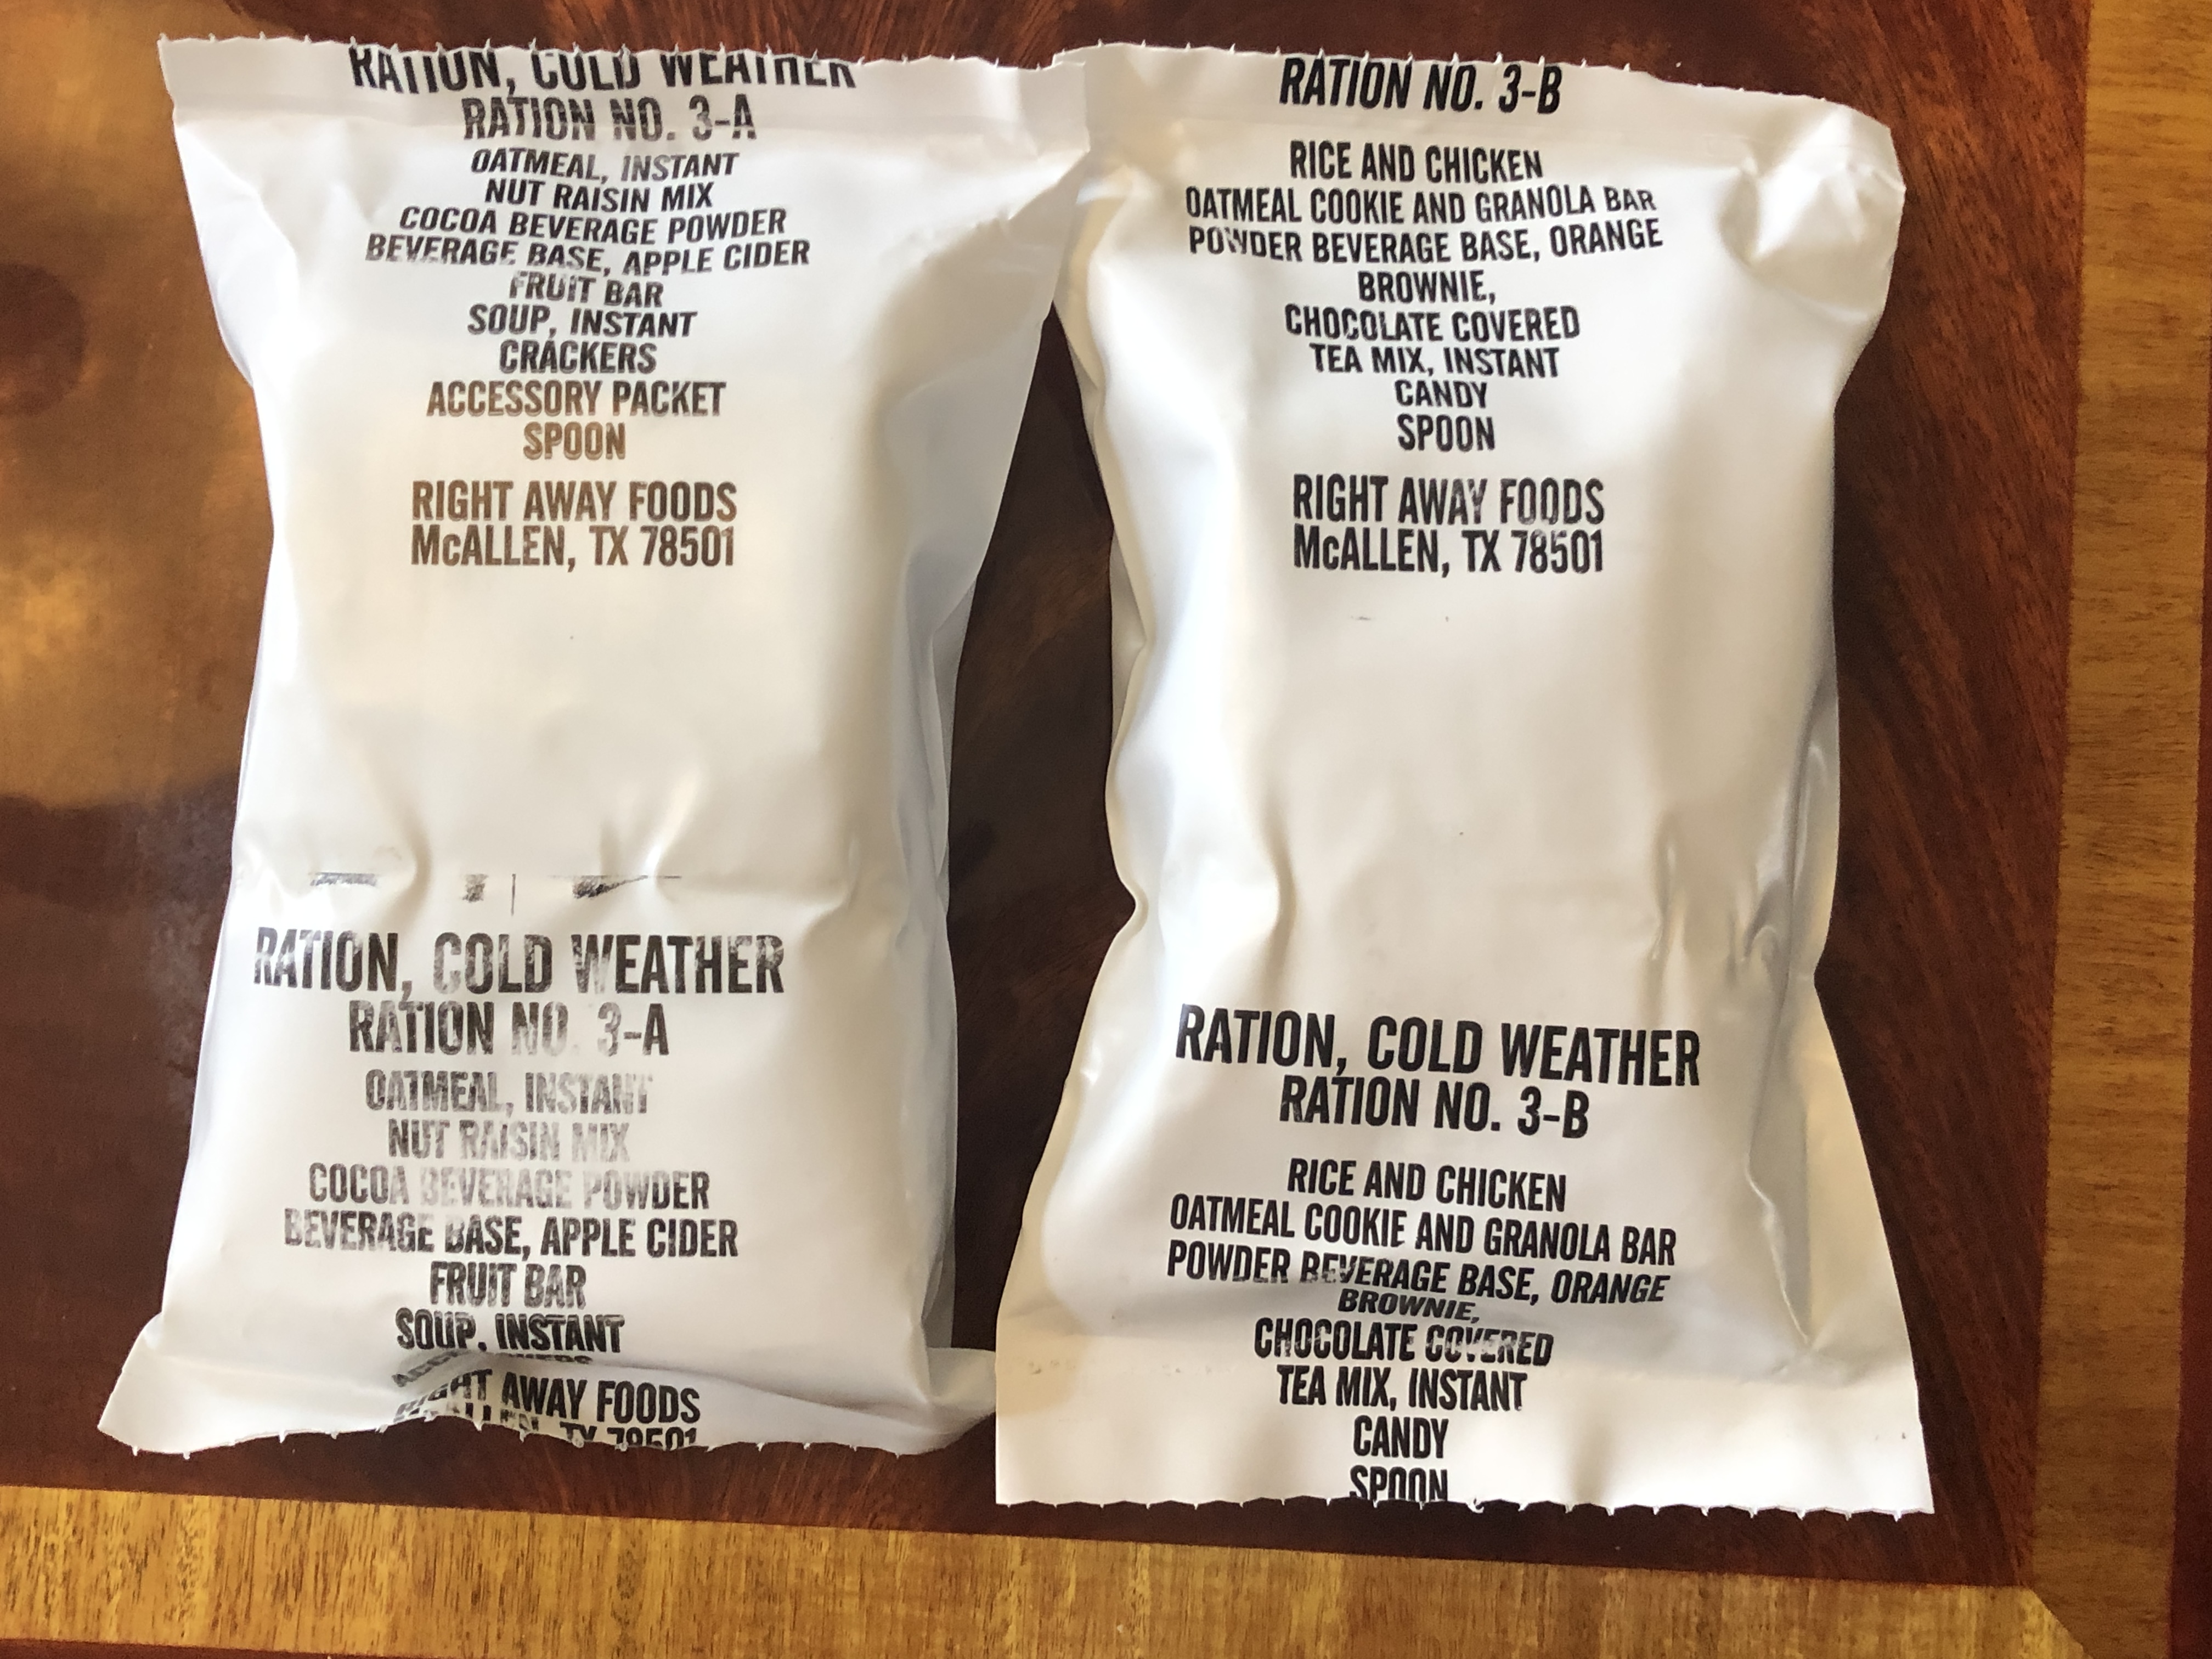 RATION, COLD WEATHER
RATION NO. 3-A
OATMEAL, INSTANT
NUT RAISIN MIX
COCOA BEVERAGE POWDER
BEVERAGE BASE, APPLE CIDER
FRUIT BAR
SOUP, INSTANT
CRACKERS
ACCESSORY PACKET
SPOON
RIGHT AWAY FOODS
McALLEN, TX 78501
RATION, COLD WEATHER
RATION NO. 3-A
OATMEAL, INSTANT
NUT RAISIN MIX
COCOA BEVERAGE POWDER
BEVERAGE BASE, APPLE CIDER
FRUIT BAR
SOUP, INSTANT
RIGHT AWAY FOODS
TX 78501
RATION NO. 3-B
RICE AND CHICKEN
OATMEAL COOKIE AND GRANOLA BAR
POWDER BEVERAGE BASE, ORANGE
BROWNIE,
CHOCOLATE COVERED
TEA MIX, INSTANT
CANDY
SPOON
RIGHT AWAY FOODS
McALLEN, TX 78501
RATION, COLD WEATHER
RATION NO. 3-B
RICE AND CHICKEN
OATMEAL COOKIE AND GRANOLA BAR
POWDER BEVERAGE BASE, ORANGE
BROWNIE,
CHOCOLATE COVERED
TEA MIX, INSTANT
CANDY
SPOON